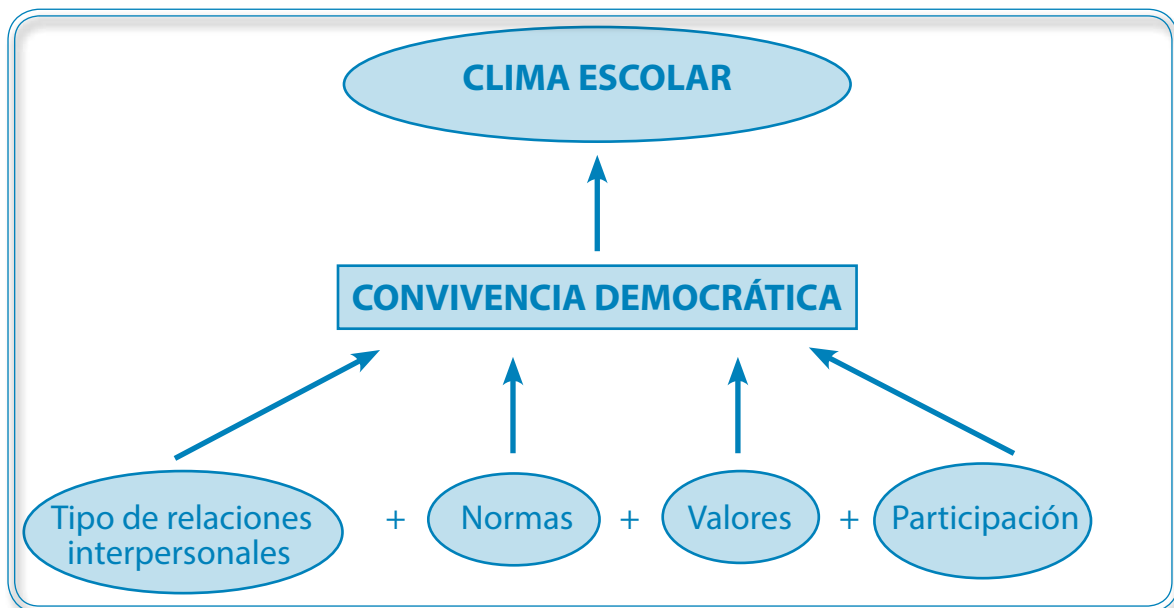 CLIMA ESCOLAR
CONVIVENCIA DEMOCRÁTICA
Tipo de relaciones
interpersonales
+
Normas
+
Valores
+
Participación